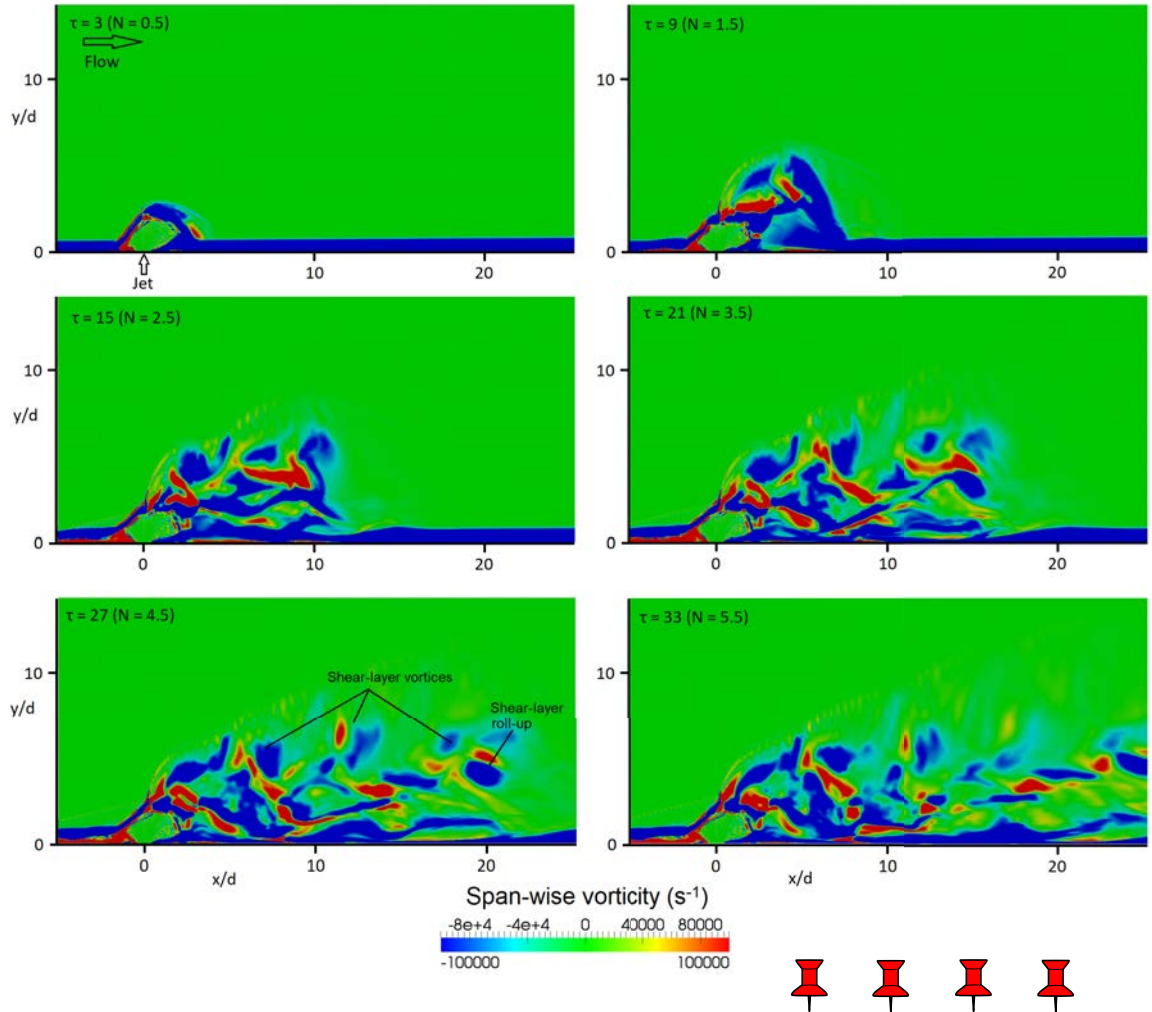 τ = 3 (N = 0.5)
Flow
10
y/d
0
0
10
20
Jet
τ = 9 (N = 1.5)
10
y/d
0
0
10
20
τ = 15 (N = 2.5)
10
y/d
0
0
10
20
τ = 21 (N = 3.5)
10
y/d
0
0
10
20
τ = 27 (N = 4.5)
Shear-layer vortices
Shear-layer
roll-up
10
y/d
0
0
10
20
x/d
τ = 33 (N = 5.5)
10
y/d
0
0
10
20
x/d
Span-wise vorticity (s⁻¹)
-8e+4 -4e+4 0 40000 80000
-100000 100000